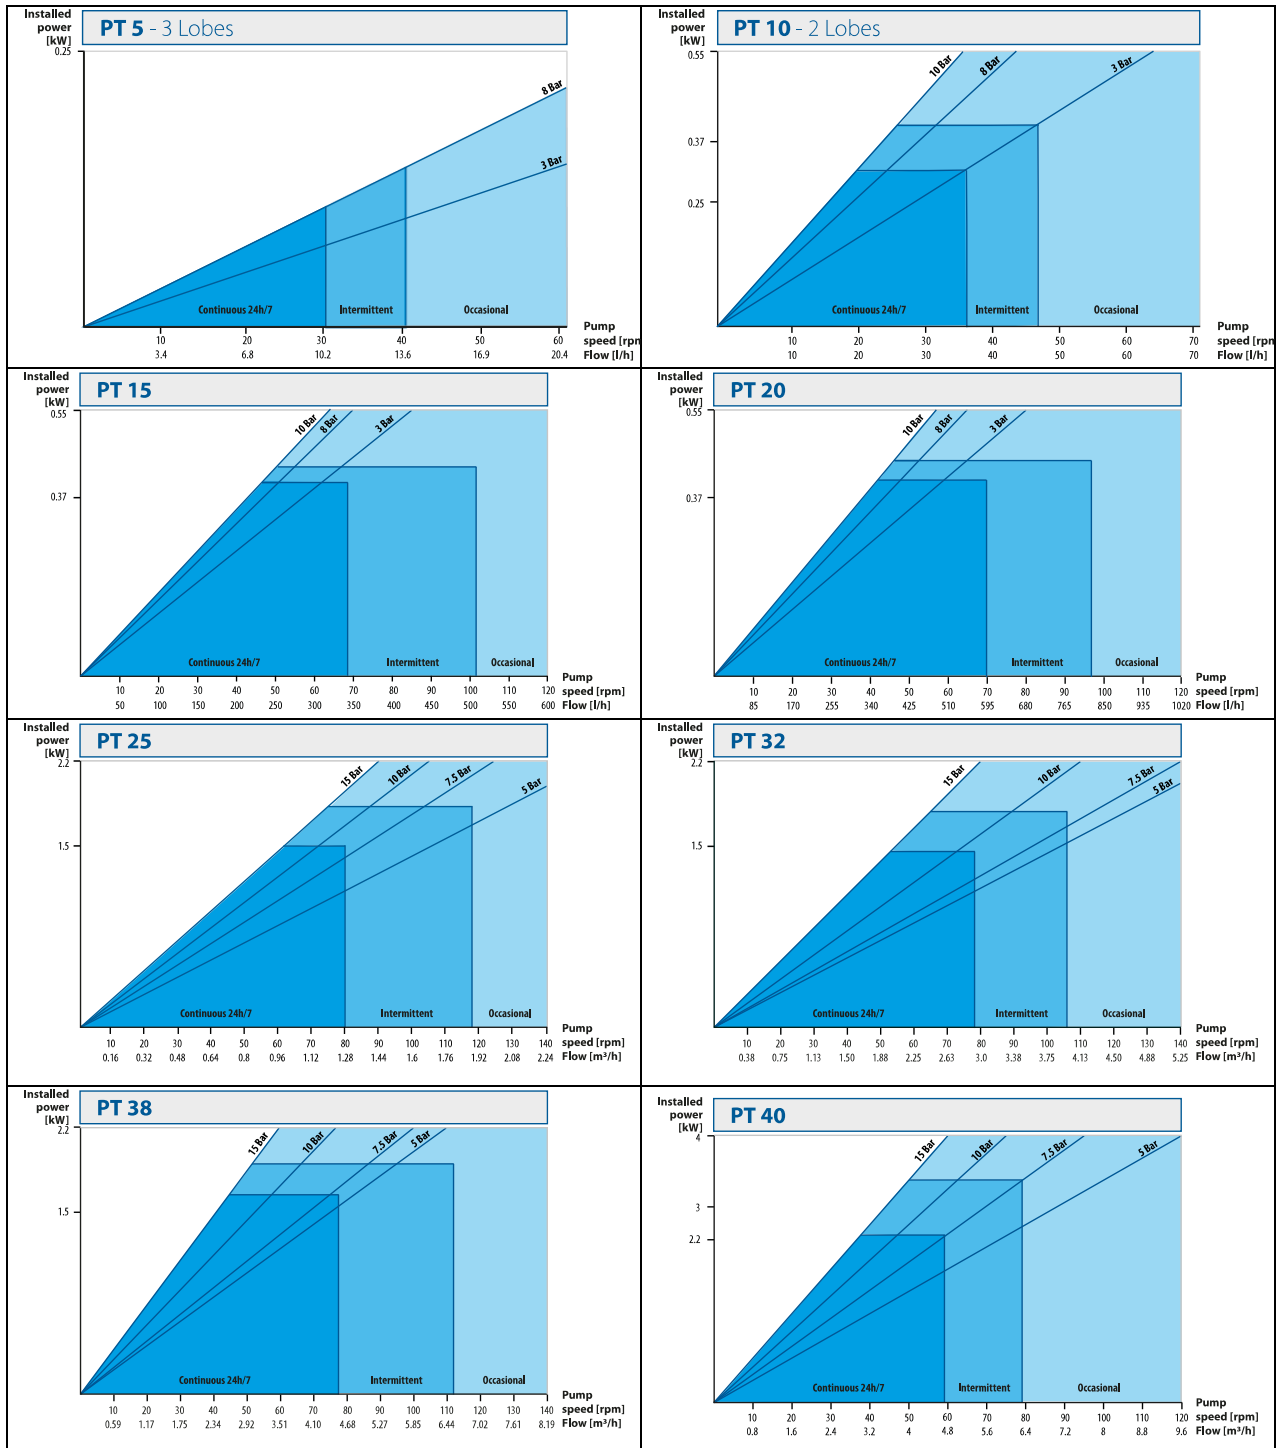 Installed
power
[kW]
PT 5 - 3 Lobes
0.25
8 Bar
3 Bar
Continuous 24h/7
Intermittent
Occasional
Pump
10 20 30 40 50 60 speed [rpm
3.4 6.8 10.2 13.6 16.9 20.4 Flow [l/h]
Installed
power
[kW]
PT 10 - 2 Lobes
0.55
10 Bar
8 Bar
3 Bar
0.37
0.25
Continuous 24h/7
Intermittent
Occasional
Pump
10 20 30 40 50 60 70 speed [rpm
10 20 30 40 50 60 70 Flow [l/h]
Installed
power
[kW]
PT 15
0.55
10 Bar
8 Bar
3 Bar
0.37
Continuous 24h/7
Intermittent
Occasional
Pump
10 20 30 40 50 60 70 80 90 100 110 120 speed [rpm]
50 100 150 200 250 300 350 400 450 500 550 600 Flow [l/h]
Installed
power
[kW]
PT 20
0.55
10 Bar
8 Bar
3 Bar
0.37
Continuous 24h/7
Intermittent
Occasional
Pump
10 20 30 40 50 60 70 80 90 100 110 120 speed [rpm]
85 170 255 340 425 510 595 680 765 850 935 1020 Flow [l/h]
Installed
power
[kW]
PT 25
2.2
15 Bar
10 Bar
7.5 Bar
5 Bar
1.5
Continuous 24h/7
Intermittent
Occasional
Pump
10 20 30 40 50 60 70 80 90 100 110 120 130 140 speed [rpm]
0.16 0.32 0.48 0.64 0.8 0.96 1.12 1.28 1.44 1.6 1.76 1.92 2.08 2.24 Flow [m³/h]
Installed
power
[kW]
PT 32
2.2
15 Bar
10 Bar
7.5 Bar
5 Bar
1.5
Continuous 24h/7
Intermittent
Occasional
Pump
10 20 30 40 50 60 70 80 90 100 110 120 130 140 speed [rpm]
0.38 0.75 1.13 1.50 1.88 2.25 2.63 3.0 3.38 3.75 4.13 4.50 4.88 5.25 Flow [m³/h]
Installed
power
[kW]
PT 38
2.2
15 Bar
10 Bar
7.5 Bar
5 Bar
1.5
Continuous 24h/7
Intermittent
Occasional
Pump
10 20 30 40 50 60 70 80 90 100 110 120 130 140 speed [rpm]
0.59 1.17 1.75 2.34 2.92 3.51 4.10 4.68 5.27 5.85 6.44 7.02 7.61 8.19 Flow [m³/h]
Installed
power
[kW]
PT 40
4
15 Bar
10 Bar
7.5 Bar
5 Bar
3
2.2
Continuous 24h/7
Intermittent
Occasional
Pump
10 20 30 40 50 60 70 80 90 100 110 120 speed [rpm]
0.8 1.6 2.4 3.2 4 4.8 5.6 6.4 7.2 8 8.8 9.6 Flow [m³/h]